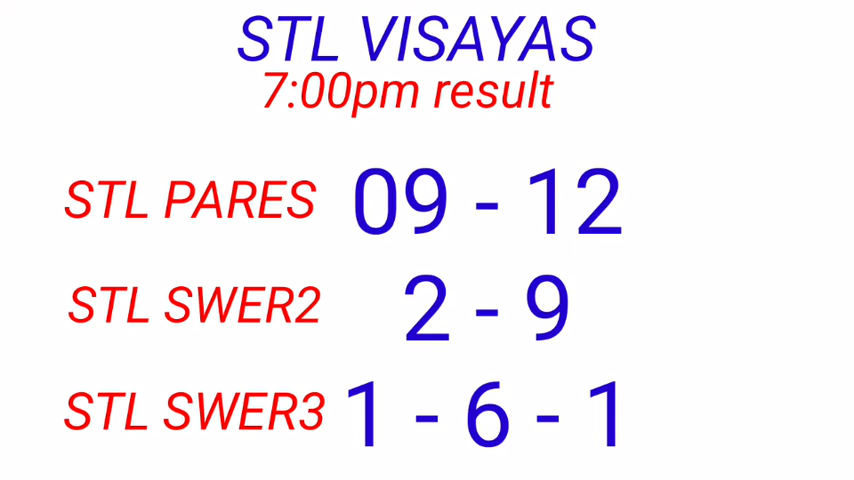 STL VISAYAS
7:00pm result
STL PARES 09 - 12
STL SWER2 2 - 9
STL SWER3 1 - 6 - 1